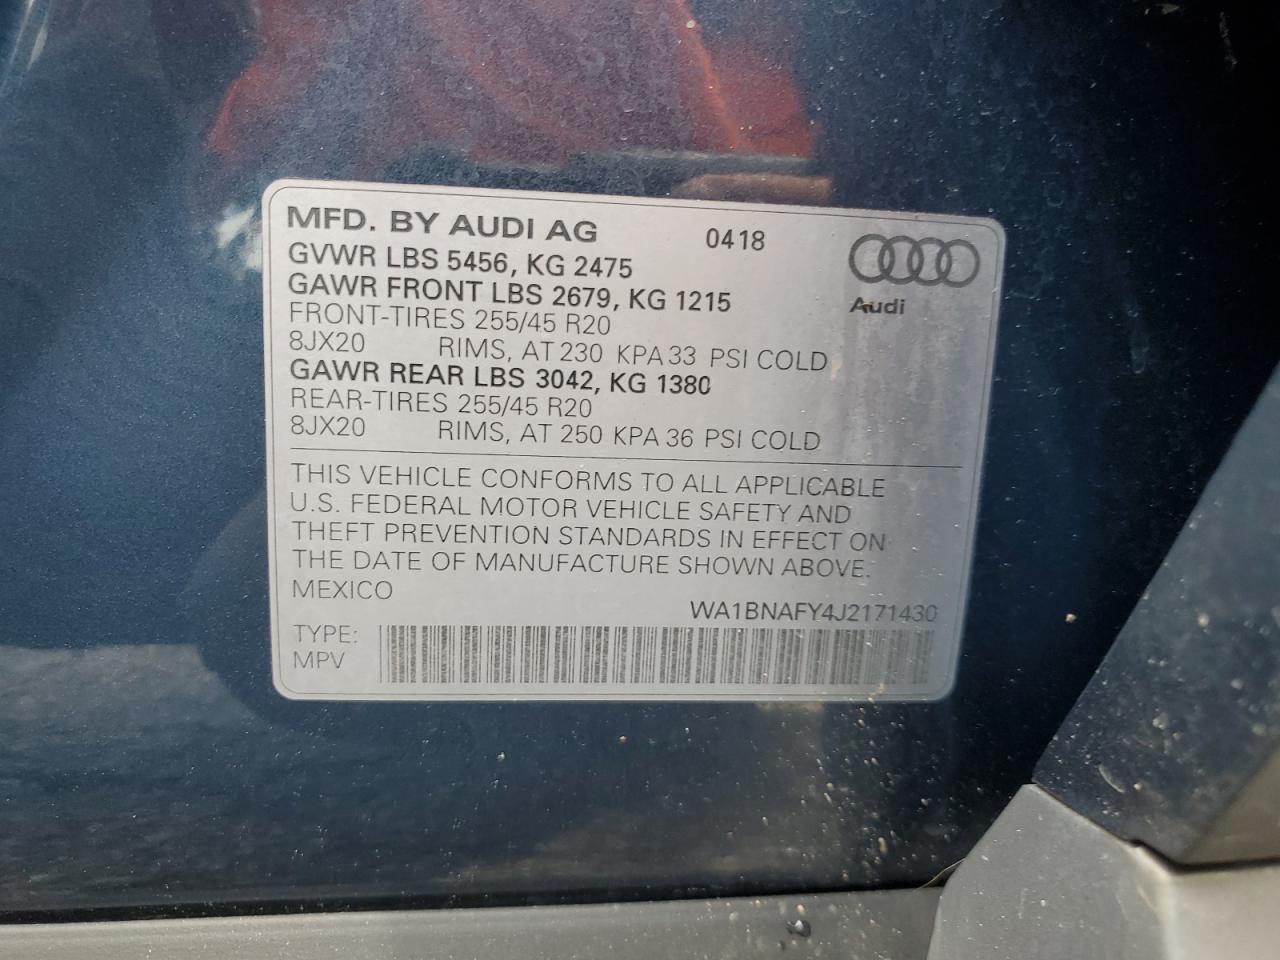 MFD. BY AUDI AG 0418
GVWR LBS 5456, KG 2475
GAWR FRONT LBS 2679, KG 1215
Audi
FRONT-TIRES 255/45 R20
8JX20 RIMS, AT 230 KPA 33 PSI COLD
GAWR REAR LBS 3042, KG 1380
REAR-TIRES 255/45 R20
8JX20 RIMS, AT 250 KPA 36 PSI COLD
THIS VEHICLE CONFORMS TO ALL APPLICABLE
U.S. FEDERAL MOTOR VEHICLE SAFETY AND
THEFT PREVENTION STANDARDS IN EFFECT ON
THE DATE OF MANUFACTURE SHOWN ABOVE.
MEXICO
WA1BNAFY4J2171430
TYPE:
MPV